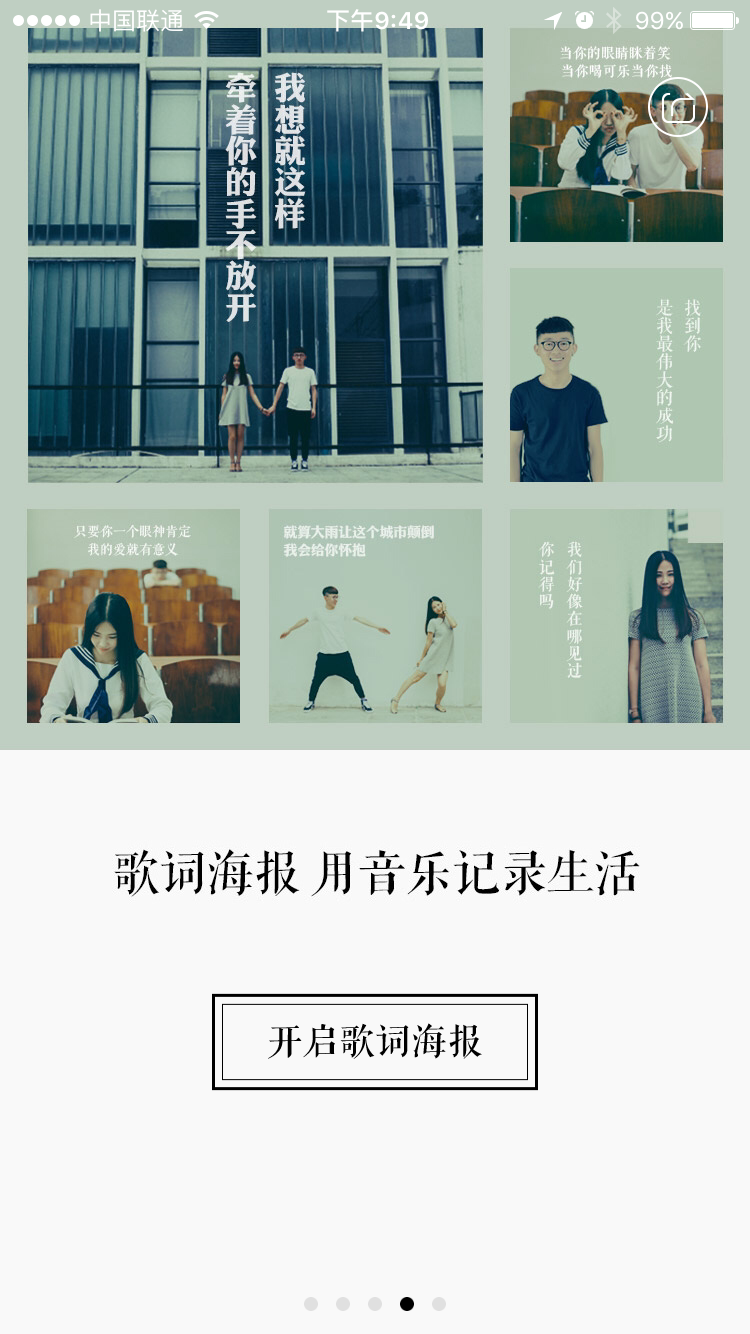 中国联通 下午9:49 99%
我想就这样
牵着你的手不放开
当你的眼睛眯着笑
当你喝可乐当你找
找到你
是我最伟大的成功
只要你一个眼神肯定
我的爱就有意义
就算大雨让这个城市颠倒
我会给你怀抱
我们好像在哪见过
你记得吗
歌词海报 用音乐记录生活
开启歌词海报